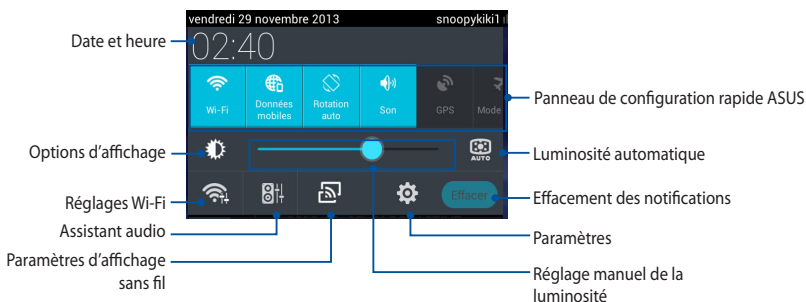 vendredi 29 novembre 2013 snoopykiki1
Date et heure
02:40
Wi-Fi
Données mobiles
Rotation auto
Son
GPS
Mode
Panneau de configuration rapide ASUS
Options d'affichage
AUTO
Luminosité automatique
Réglages Wi-Fi
Effacer
Effacement des notifications
Assistant audio
Paramètres
Paramètres d'affichage
sans fil
Réglage manuel de la
luminosité